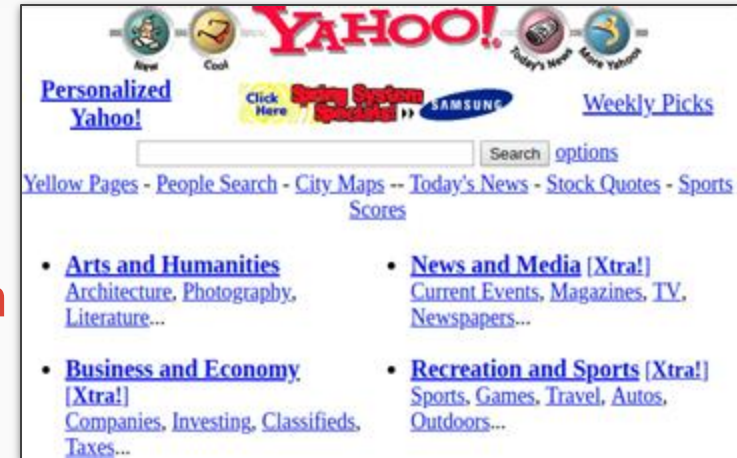 YAHOO!
New
Cool
Today's News
More Yahoos
Personalized
Yahoo!
Click
Here
Spring System
Specials!
SAMSUNG
Weekly Picks
Search options
Yellow Pages - People Search - City Maps -- Today's News - Stock Quotes - Sports
Scores
• Arts and Humanities
Architecture, Photography,
Literature...
• News and Media [Xtra!]
Current Events, Magazines, TV,
Newspapers...
• Business and Economy
[Xtra!]
Companies, Investing, Classifieds,
Taxes...
• Recreation and Sports [Xtra!]
Sports, Games, Travel, Autos,
Outdoors...